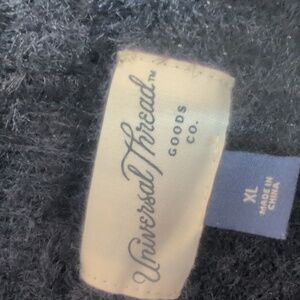 Universal Thread™
GOODS
CO.
XL
MADE IN
CHINA